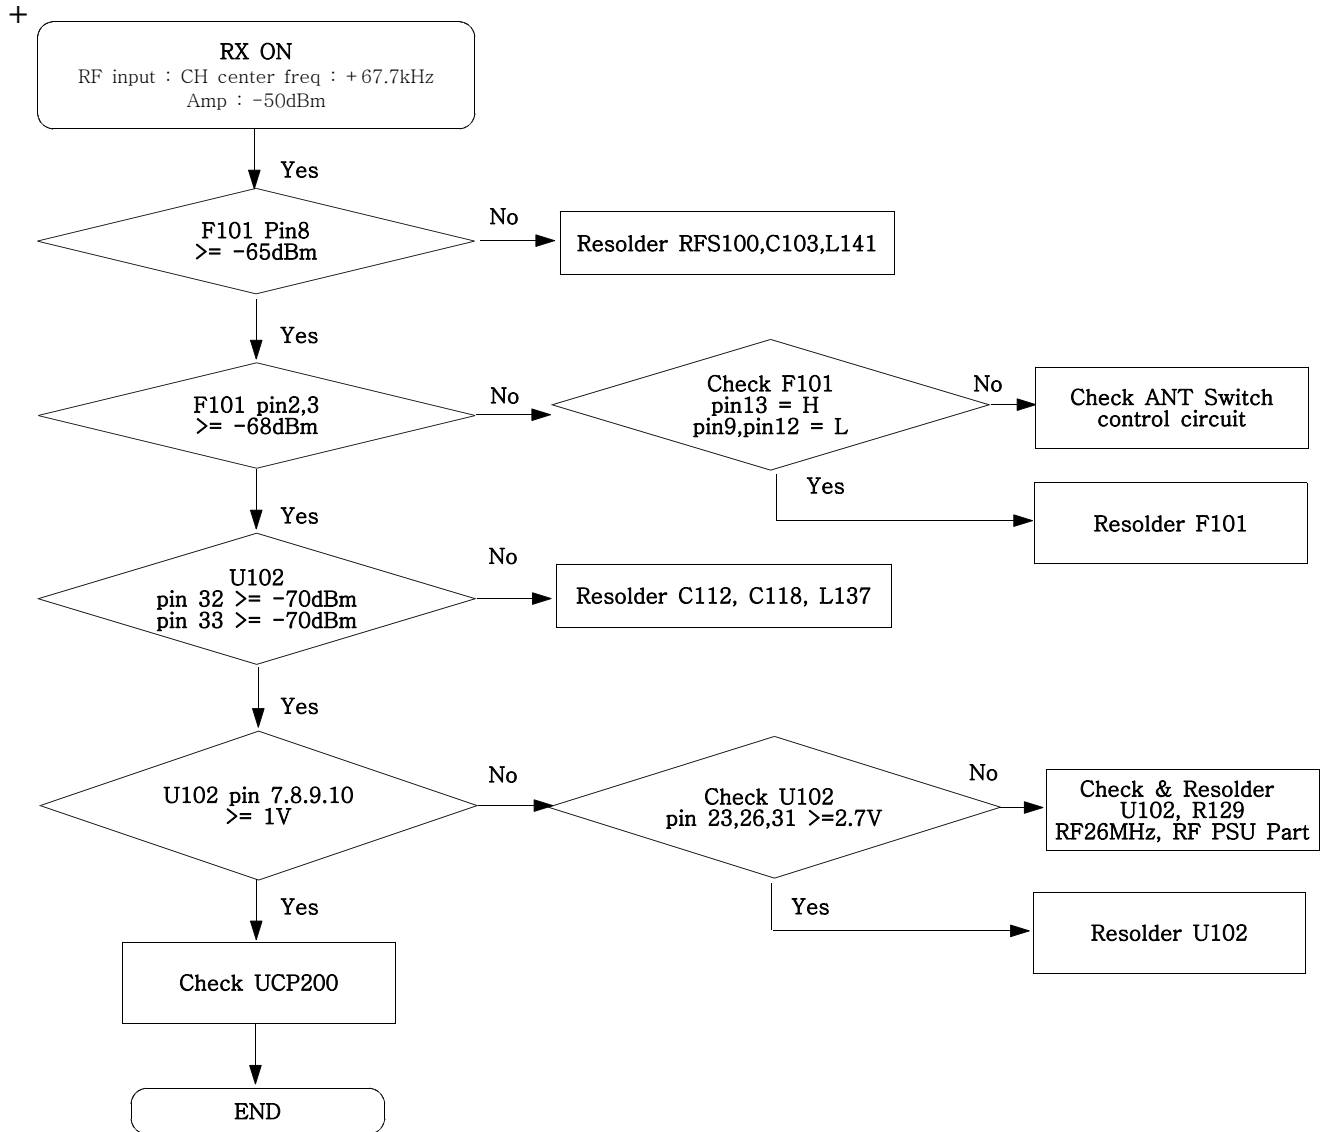 +
RX ON
RF input : CH center freq : +67.7kHz
Amp : -50dBm
Yes
F101 Pin8
>= -65dBm
No
Resolder RFS100,C103,L141
Yes
F101 pin2,3
>= -68dBm
No
Check F101
pin13 = H
pin9,pin12 = L
No
Check ANT Switch
control circuit
Yes
Resolder F101
Yes
U102
pin 32 >= -70dBm
pin 33 >= -70dBm
No
Resolder C112, C118, L137
Yes
U102 pin 7.8.9.10
>= 1V
No
Check U102
pin 23,26,31 >=2.7V
No
Check & Resolder
U102, R129
RF26MHz, RF PSU Part
Yes
Resolder U102
Yes
Check UCP200
END